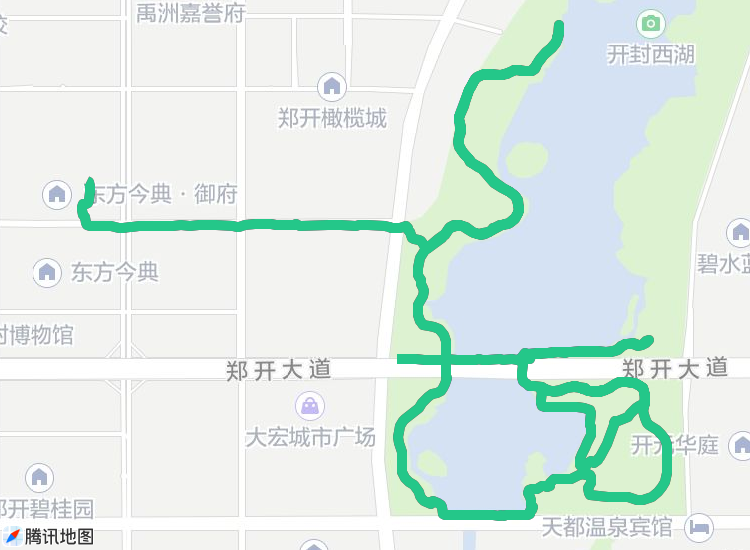 禹洲嘉誉府
开封西湖
郑开橄榄城
东方今典·御府
东方今典
碧水蓝
博物馆
郑开大道
郑开大道
大宏城市广场
开元华庭
开碧桂园
天都温泉宾馆
腾讯地图